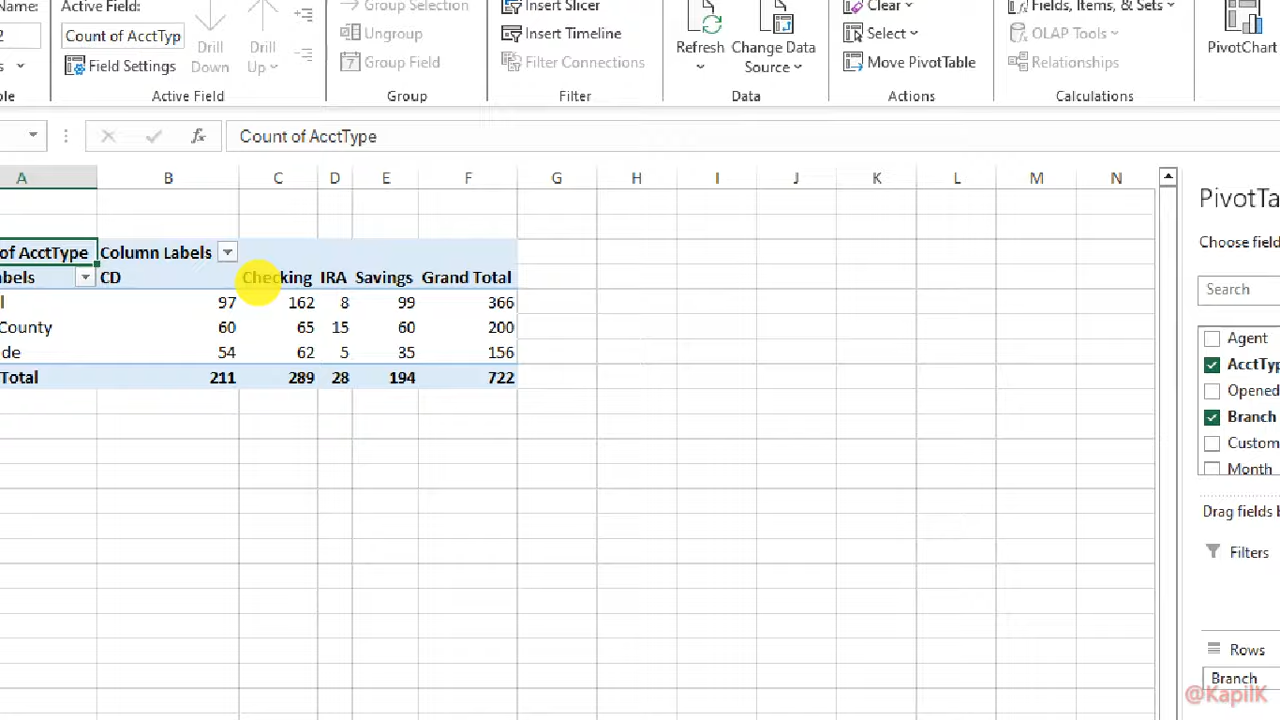 Name: Active Field: Group Selection Insert Slicer Clear Fields, Items, & Sets
2 Count of AcctTyp Drill Down Drill Up Ungroup Insert Timeline Refresh Change Data Source Select OLAP Tools PivotChart
s Field Settings Group Field Filter Connections Move PivotTable Relationships
ole Active Field Group Filter Data Actions Calculations
fx Count of AcctType
A B C D E F G H I J K L M N
of AcctType Column Labels
abels CD Checking IRA Savings Grand Total
l 97 162 8 99 366
County 60 65 15 60 200
de 54 62 5 35 156
Total 211 289 28 194 722
PivotTa
Choose field
Search
Agent
AcctTyp
Opened
Branch
Custom
Month
Drag fields b
Filters
Rows
Branch
@KapilK